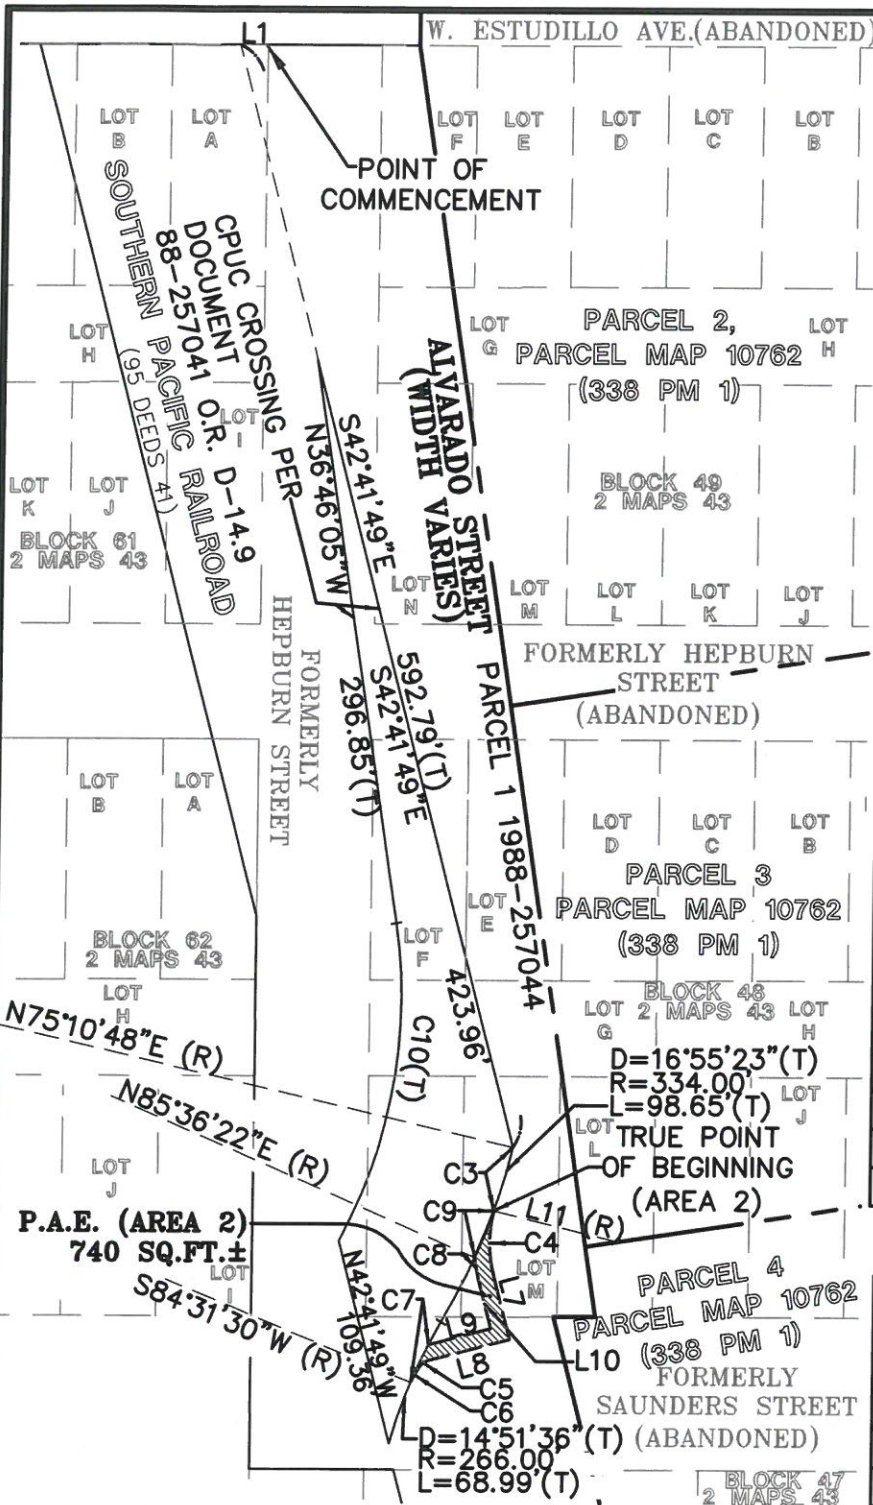 L1
W. ESTUDILLO AVE.(ABANDONED)
LOT
B
LOT
A
LOT
F
LOT
E
LOT
D
LOT
C
LOT
B
POINT OF
COMMENCEMENT
SOUTHERN PACIFIC RAILROAD
(95 DEEDS 41)
CPUC CROSSING PER
DOCUMENT
88-257041 O.R. D-14.9
LOT
H
LOT
I
LOT
G
PARCEL 2,
PARCEL MAP 10762
(338 PM 1)
LOT
H
ALVARADO STREET
(WIDTH VARIES)
S42°41'49"E
N36°46'05"W
LOT
K
LOT
J
BLOCK 61
2 MAPS 43
BLOCK 49
2 MAPS 43
LOT
N
LOT
M
LOT
L
LOT
K
LOT
J
FORMERLY
HEPBURN STREET
FORMERLY HEPBURN
STREET
(ABANDONED)
592.79'(T)
S42°41'49"E
296.85'(T)
PARCEL 1 1988-257044
LOT
B
LOT
A
LOT
D
LOT
C
LOT
B
PARCEL 3
PARCEL MAP 10762
(338 PM 1)
LOT
E
LOT
F
BLOCK 62
2 MAPS 43
423.96'
LOT
H
BLOCK 48
2 MAPS 43
LOT
G
LOT
H
N75°10'48"E (R)
C10(T)
D=16°55'23"(T)
R=334.00'
L=98.65'(T)
LOT
J
LOT
L
N85°36'22"E (R)
TRUE POINT
OF BEGINNING
(AREA 2)
LOT
J
C3
C9
L11 (R)
C4
P.A.E. (AREA 2)
740 SQ.FT.±
C8
LOT
M
LOT
I
S84°31'30"W (R)
N42°41'49"W
109.36'
C7
L7
9
L8
L10
PARCEL 4
PARCEL MAP 10762
(338 PM 1)
C5
C6
FORMERLY
SAUNDERS STREET
(ABANDONED)
D=14°51'36"(T)
R=266.00'
L=68.99'(T)
BLOCK 47
2 MAPS 43